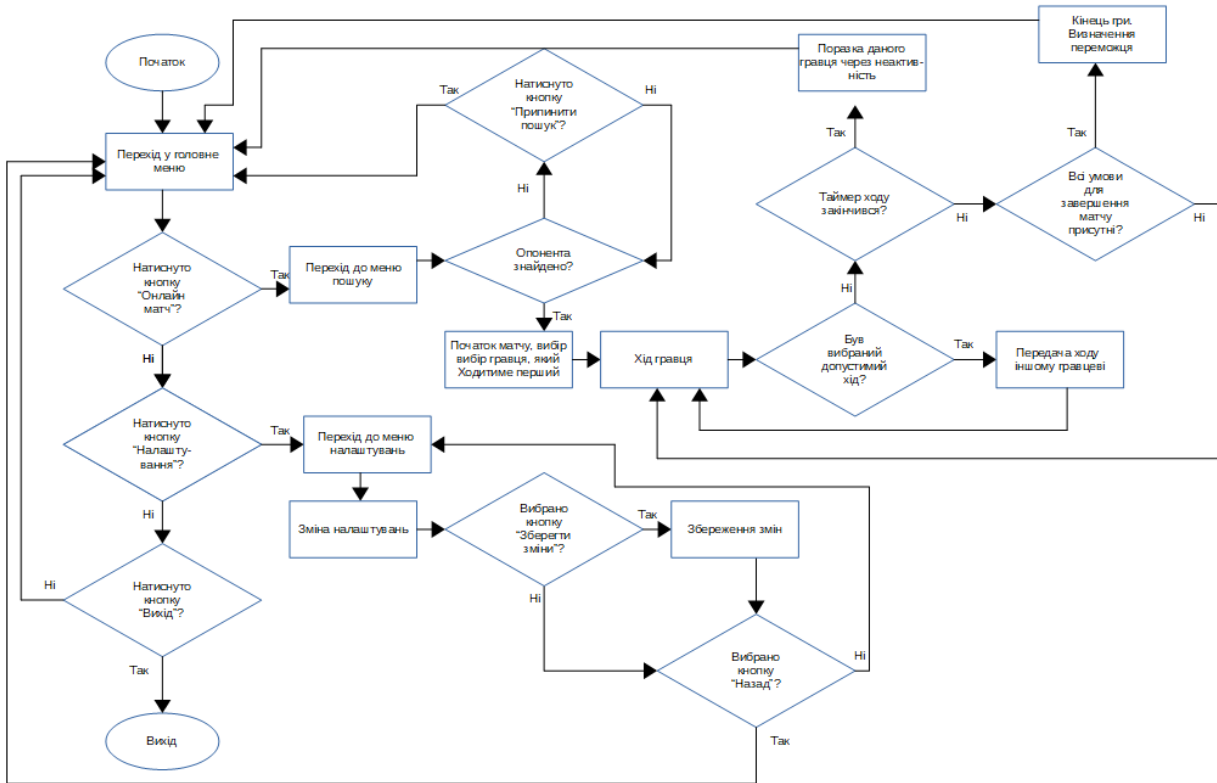 Початок
Перехід у головне
меню
Натиснуто
кнопку
“Онлайн
матч”?
Так
Ні
Перехід до меню
пошуку
Опонента
знайдено?
Ні
Так
Натиснуто
кнопку
“Припинити
пошук”?
Так
Ні
Початок матчу, вибір
вибір гравця, який
Ходитиме перший
Хід гравця
Був
вибраний
допустимий
хід?
Так
Ні
Передача ходу
іншому гравцеві
Таймер ходу
закінчився?
Так
Ні
Поразка даного
гравця через неактив-
ність
Всі умови
для
завершення
матчу
присутні?
Так
Ні
Кінець гри.
Визначення
переможця
Натиснуто
кнопку
“Налашту-
вання”?
Так
Ні
Перехід до меню
налаштувань
Зміна налаштувань
Вибрано
кнопку
“Зберегти
зміни”?
Так
Ні
Збереження змін
Вибрано
кнопку
“Назад”?
Ні
Так
Натиснуто
кнопку
“Вихід”?
Ні
Так
Вихід